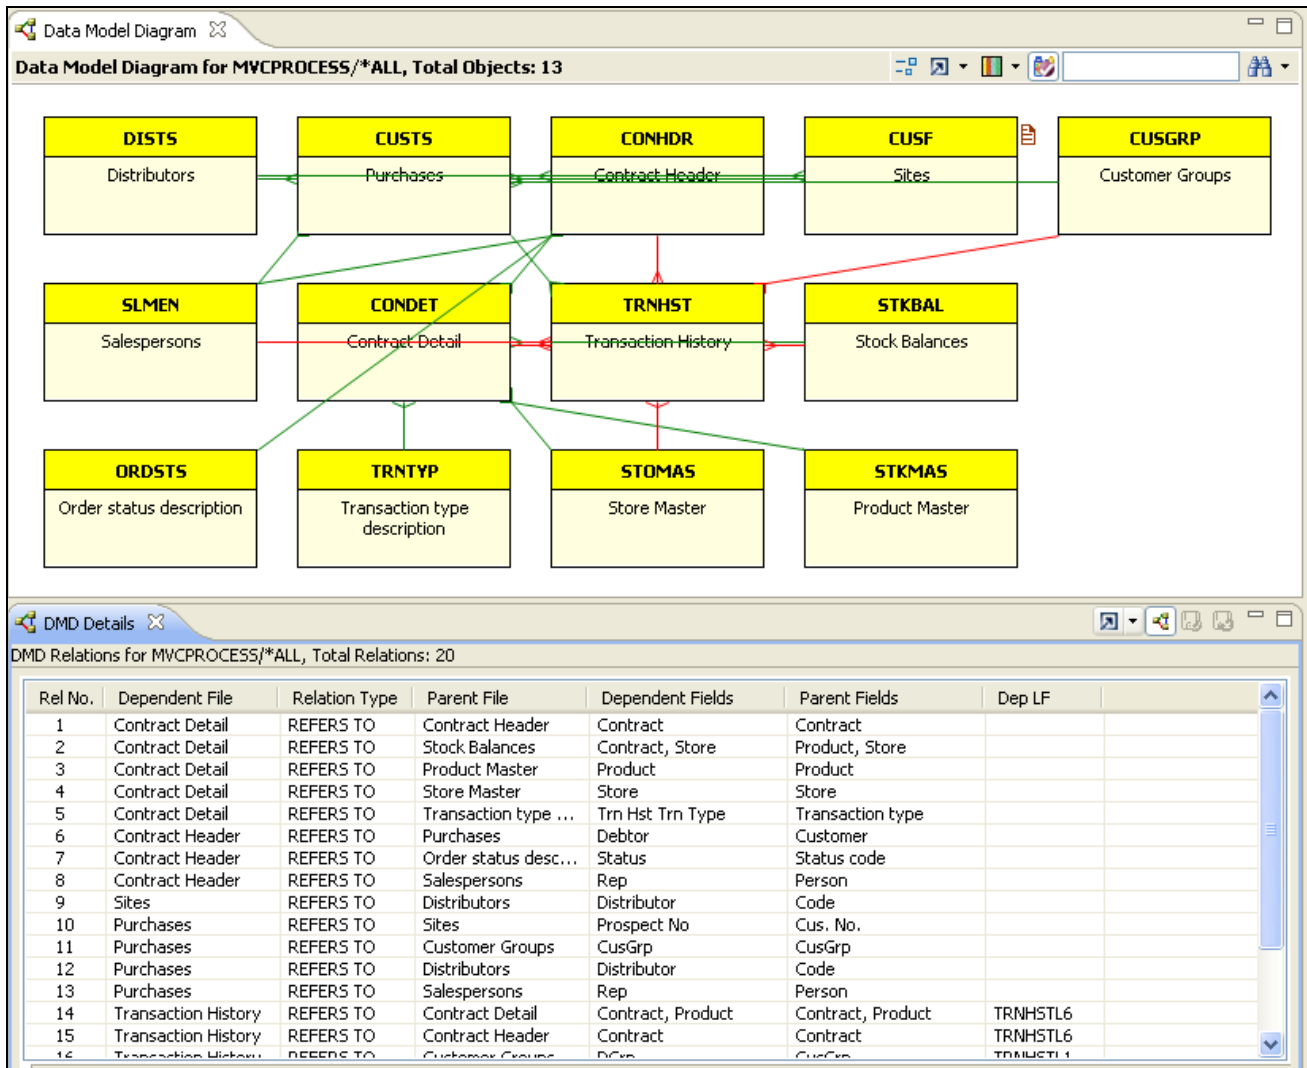 Data Model Diagram
Data Model Diagram for MVCPROCESS/*ALL, Total Objects: 13
DISTS CUSTS CONHDR CUSF CUSGRP
Distributors Purchases Contract Header Sites Customer Groups
SLMEN CONDET TRNHST STKBAL
Salespersons Contract Detail Transaction History Stock Balances
ORDSTS TRNTYP STOMAS STKMAS
Order status description Transaction type Store Master Product Master
description
DMD Details
DMD Relations for MVCPROCESS/*ALL, Total Relations: 20
Rel No. Dependent File Relation Type Parent File Dependent Fields Parent Fields Dep LF
1 Contract Detail REFERS TO Contract Header Contract Contract
2 Contract Detail REFERS TO Stock Balances Contract, Store Product, Store
3 Contract Detail REFERS TO Product Master Product Product
4 Contract Detail REFERS TO Store Master Store Store
5 Contract Detail REFERS TO Transaction type ... Trn Hst Trn Type Transaction type
6 Contract Header REFERS TO Purchases Debtor Customer
7 Contract Header REFERS TO Order status desc... Status Status code
8 Contract Header REFERS TO Salespersons Rep Person
9 Sites REFERS TO Distributors Distributor Code
10 Purchases REFERS TO Sites Prospect No Cus. No.
11 Purchases REFERS TO Customer Groups CusGrp CusGrp
12 Purchases REFERS TO Distributors Distributor Code
13 Purchases REFERS TO Salespersons Rep Person
14 Transaction History REFERS TO Contract Detail Contract, Product Contract, Product TRNHSTL6
15 Transaction History REFERS TO Contract Header Contract Contract TRNHSTL6
16 Transaction History REFERS TO Customer Groups DGrp CusGrp TRNHSTL1